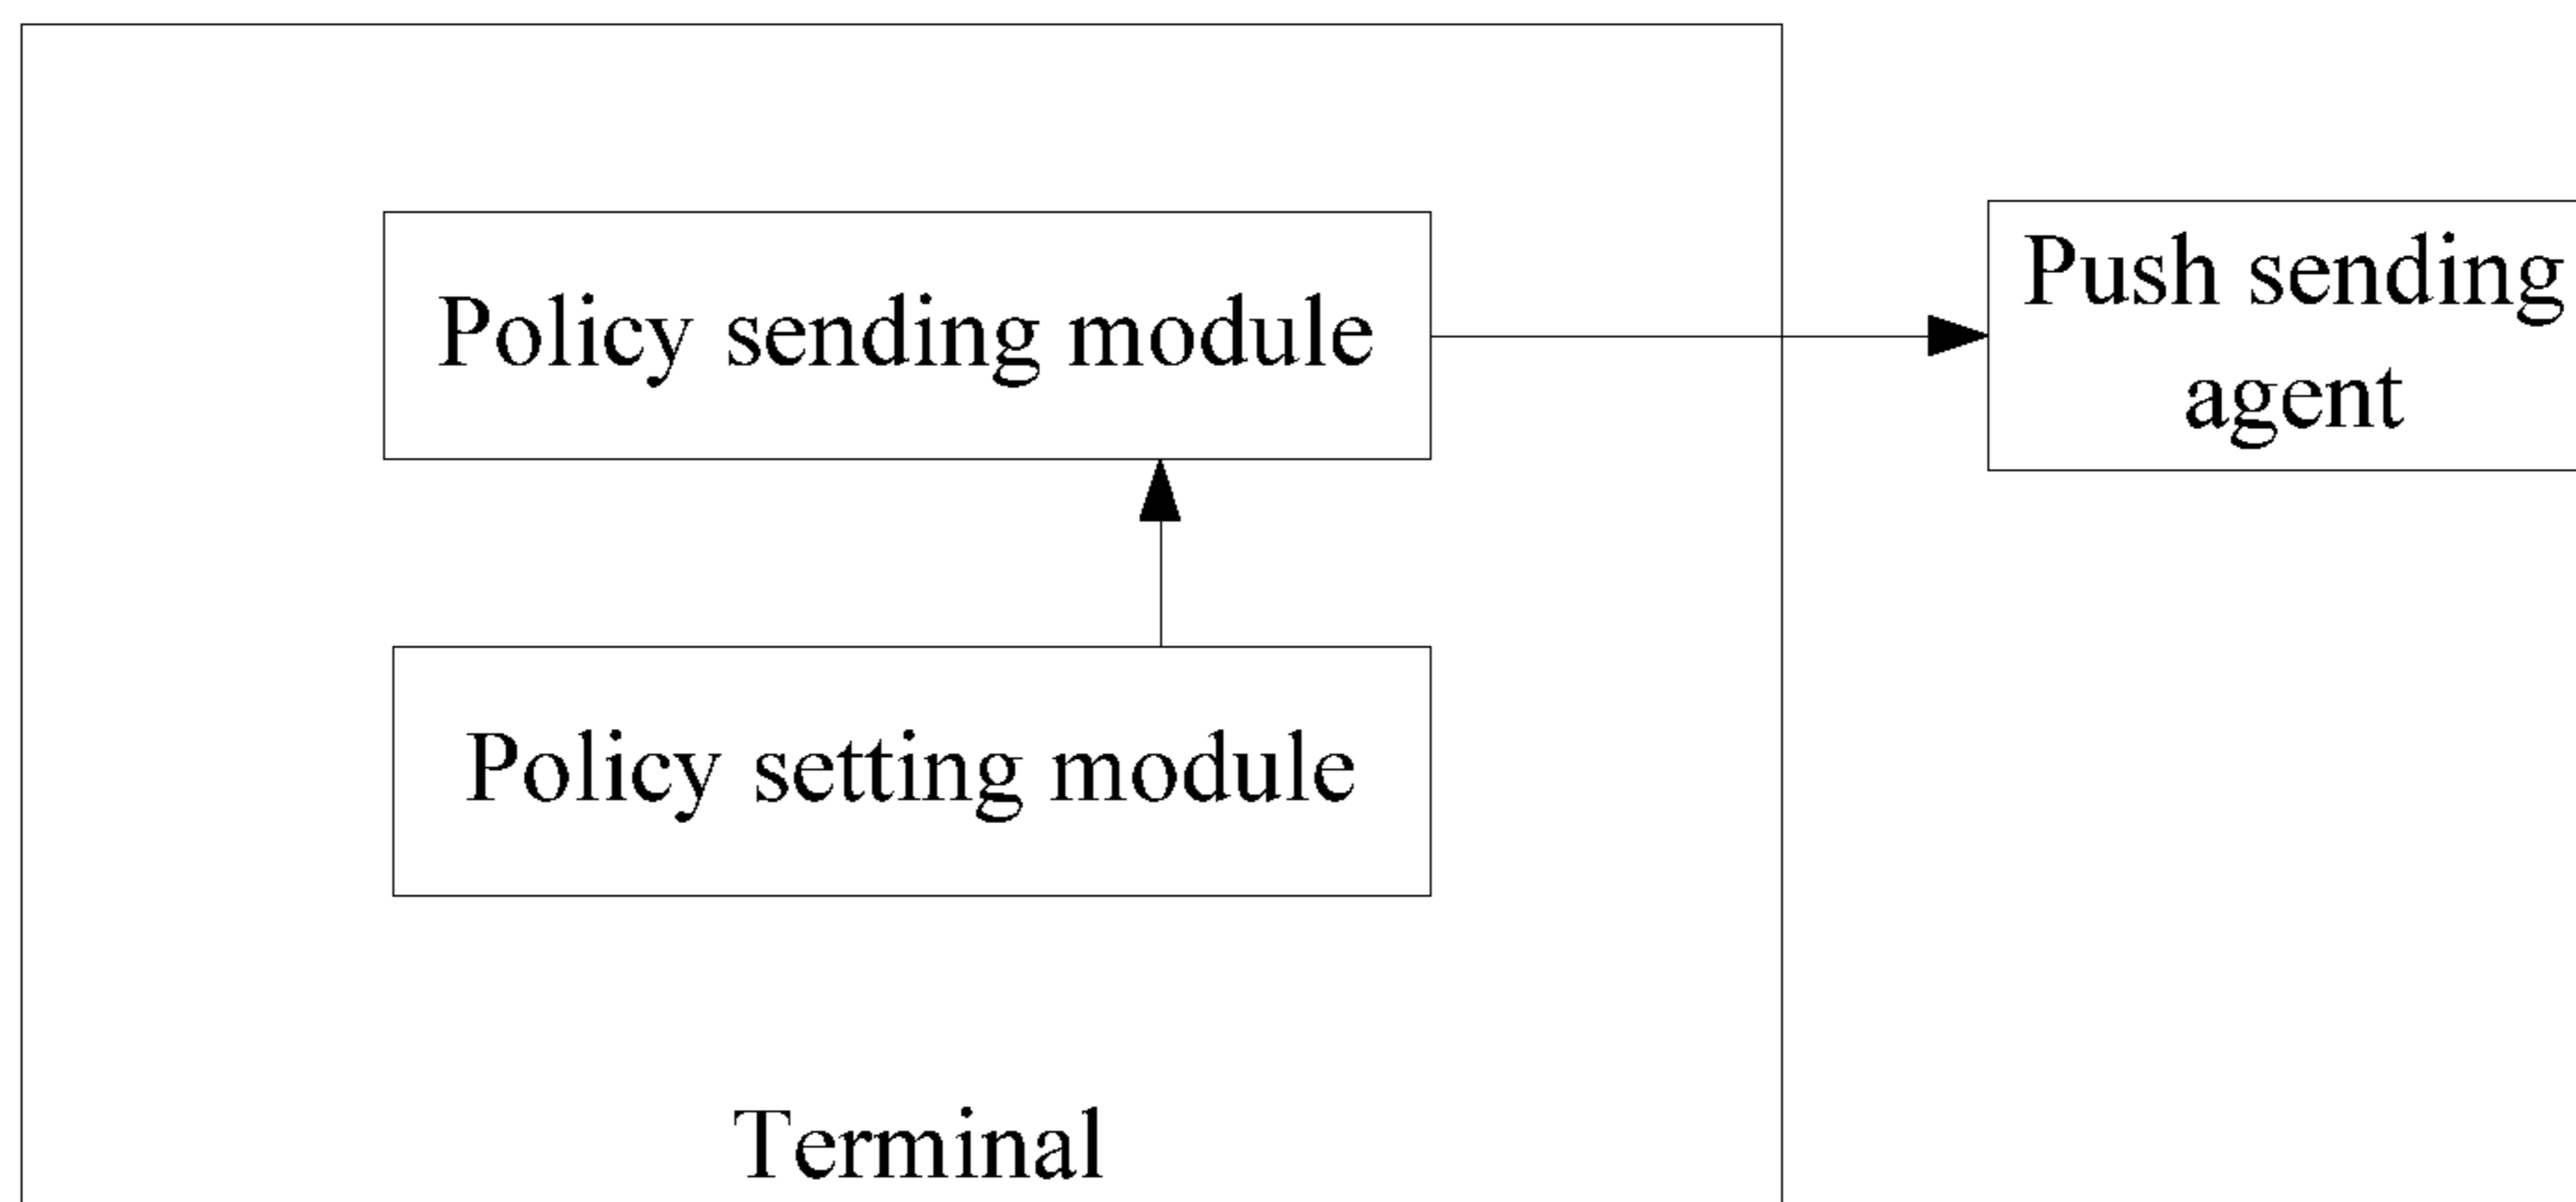 Policy sending module
Push sending
agent
Policy setting module
Terminal